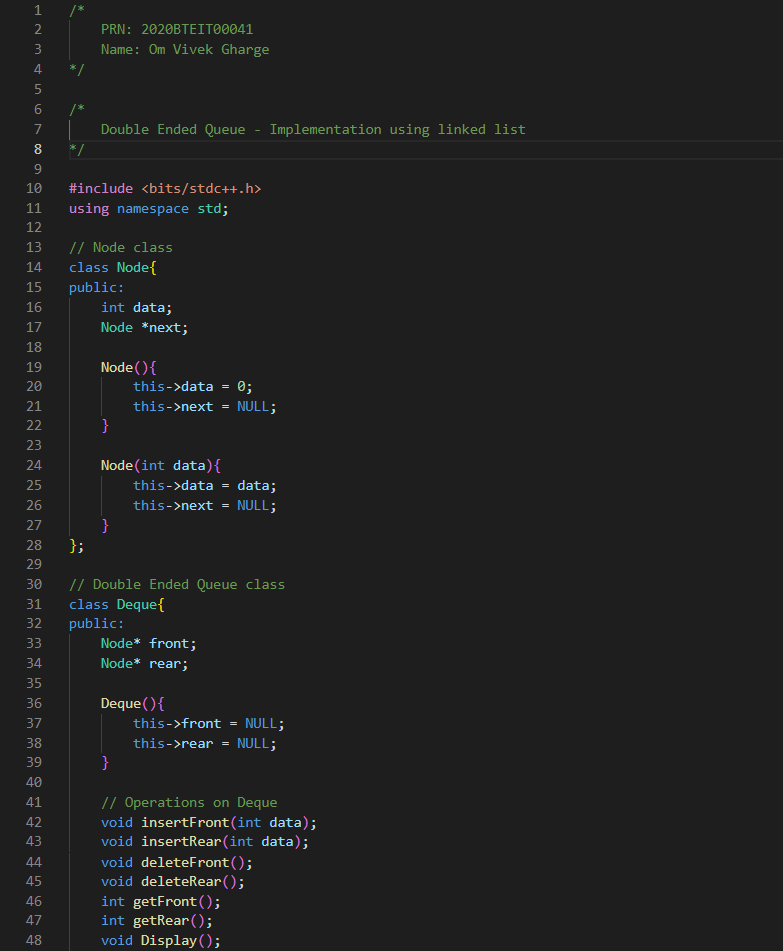 1 /*
2     PRN: 2020BTEIT00041
3     Name: Om Vivek Gharge
4 */
5
6 /*
7     Double Ended Queue - Implementation using linked list
8 */
9
10 #include <bits/stdc++.h>
11 using namespace std;
12
13 // Node class
14 class Node{
15 public:
16     int data;
17     Node *next;
18
19     Node(){
20         this->data = 0;
21         this->next = NULL;
22     }
23
24     Node(int data){
25         this->data = data;
26         this->next = NULL;
27     }
28 };
29
30 // Double Ended Queue class
31 class Deque{
32 public:
33     Node* front;
34     Node* rear;
35
36     Deque(){
37         this->front = NULL;
38         this->rear = NULL;
39     }
40
41     // Operations on Deque
42     void insertFront(int data);
43     void insertRear(int data);
44     void deleteFront();
45     void deleteRear();
46     int getFront();
47     int getRear();
48     void Display();